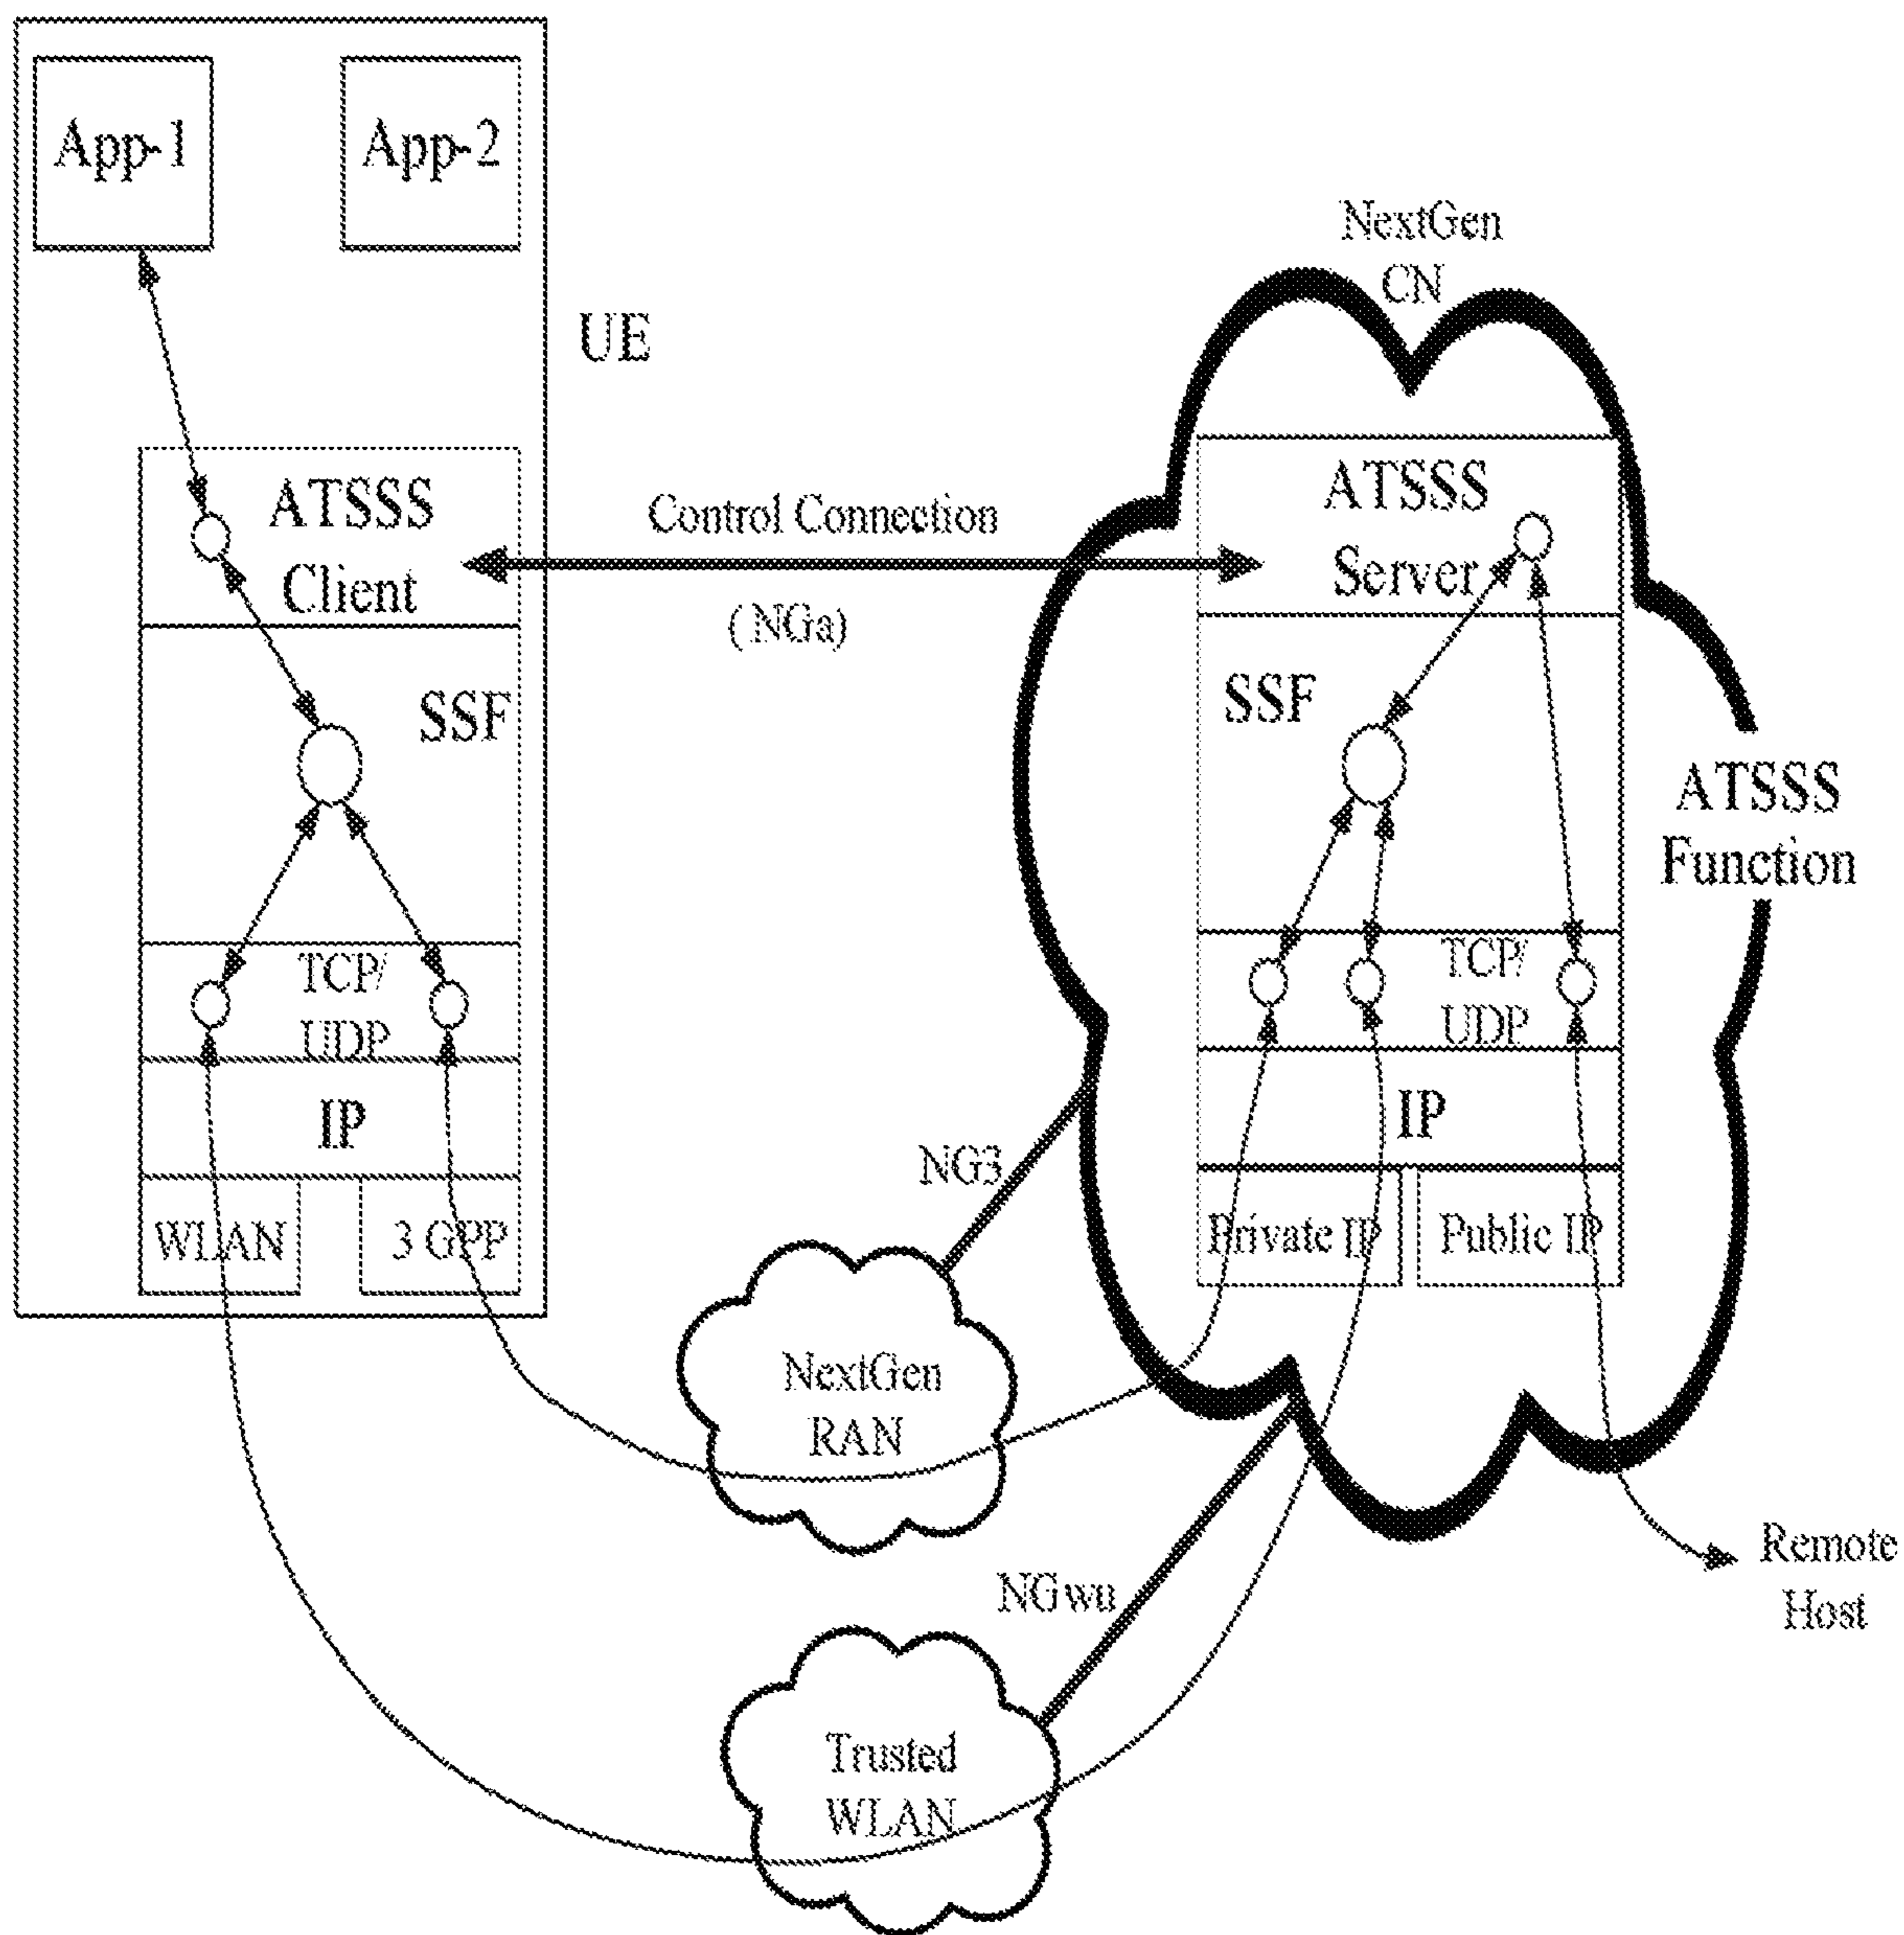 App-1
App-2
UE
NextGen
CN
ATSSS
Client
Control Connection
( NGa)
ATSSS
Server
SSF
SSF
ATSSS
Function
TCP/
UDP
TCP/
UDP
IP
IP
NG3
WLAN
3 GPP
Private IP
Public IP
NextGen
RAN
NGwu
Remote
Host
Trusted
WLAN